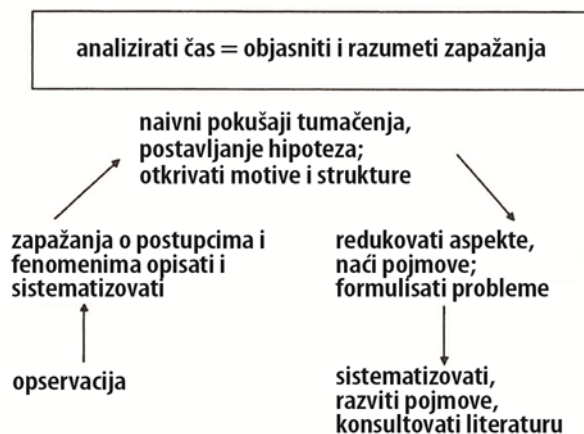 analizirati čas = objasniti i razumeti zapažanja
naivni pokušaji tumačenja,
postavljanje hipoteza;
otkrivati motive i strukture
zapažanja o postupcima i
fenomenima opisati i
sistematizovati
redukovati aspekte,
naći pojmove;
formulisati probleme
opservacija
sistematizovati,
razviti pojmove,
konsultovati literaturu